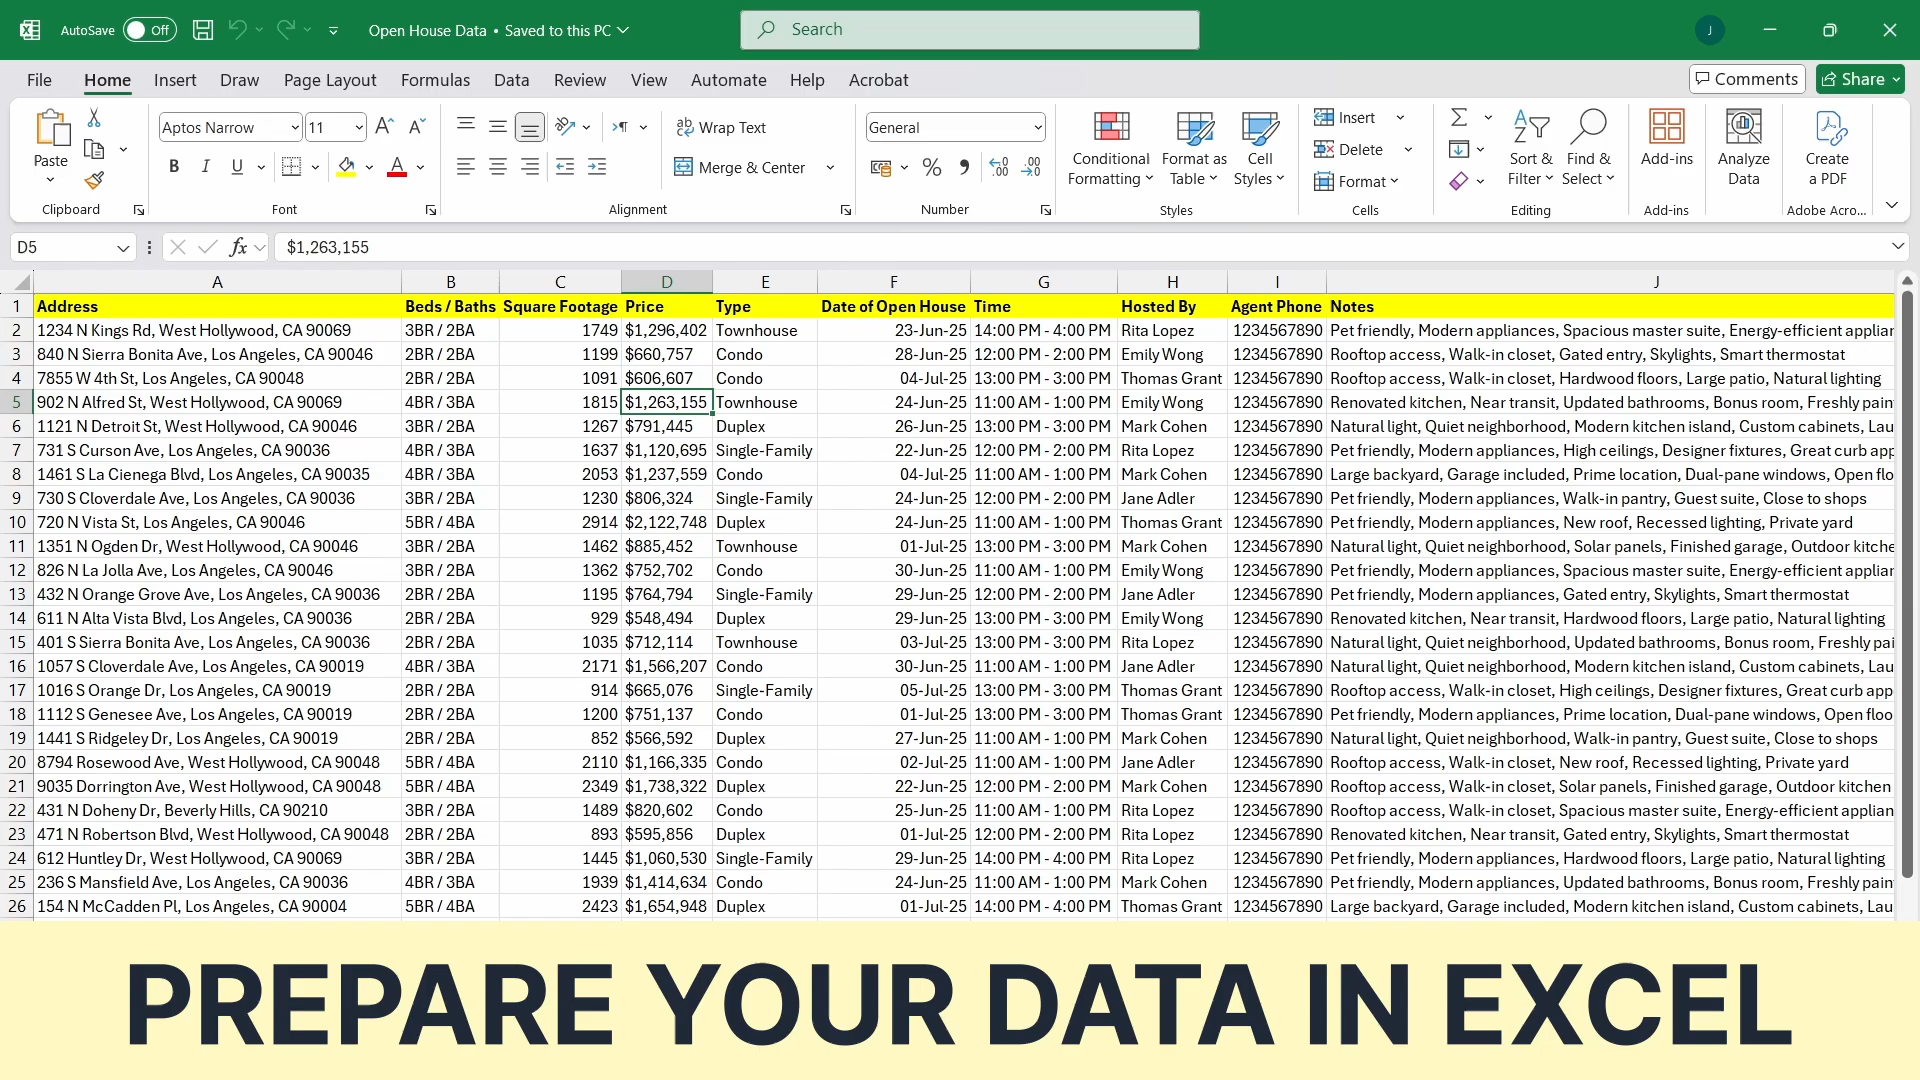 AutoSave Off Open House Data • Saved to this PC Search J
File Home Insert Draw Page Layout Formulas Data Review View Automate Help Acrobat Comments Share
Paste Aptos Narrow 11 Wrap Text General Conditional Formatting Format as Table Cell Styles Insert Sort & Filter Find & Select Add-ins Analyze Data Create a PDF
B I U A Merge & Center % Delete
Format
Clipboard Font Alignment Number Styles Cells Editing Add-ins Adobe Acro...
D5 fx $1,263,155
A B C D E F G H I J
1 Address Beds / Baths Square Footage Price Type Date of Open House Time Hosted By Agent Phone Notes
2 1234 N Kings Rd, West Hollywood, CA 90069 3BR / 2BA 1749 $1,296,402 Townhouse 23-Jun-25 14:00 PM - 4:00 PM Rita Lopez 1234567890 Pet friendly, Modern appliances, Spacious master suite, Energy-efficient applian
3 840 N Sierra Bonita Ave, Los Angeles, CA 90046 2BR / 2BA 1199 $660,757 Condo 28-Jun-25 12:00 PM - 2:00 PM Emily Wong 1234567890 Rooftop access, Walk-in closet, Gated entry, Skylights, Smart thermostat
4 7855 W 4th St, Los Angeles, CA 90048 2BR / 2BA 1091 $606,607 Condo 04-Jul-25 13:00 PM - 3:00 PM Thomas Grant 1234567890 Rooftop access, Walk-in closet, Hardwood floors, Large patio, Natural lighting
5 902 N Alfred St, West Hollywood, CA 90069 4BR / 3BA 1815 $1,263,155 Townhouse 24-Jun-25 11:00 AM - 1:00 PM Emily Wong 1234567890 Renovated kitchen, Near transit, Updated bathrooms, Bonus room, Freshly pain
6 1121 N Detroit St, West Hollywood, CA 90046 3BR / 2BA 1267 $791,445 Duplex 26-Jun-25 13:00 PM - 3:00 PM Mark Cohen 1234567890 Natural light, Quiet neighborhood, Modern kitchen island, Custom cabinets, Lau
7 731 S Curson Ave, Los Angeles, CA 90036 4BR / 3BA 1637 $1,120,695 Single-Family 22-Jun-25 12:00 PM - 2:00 PM Rita Lopez 1234567890 Pet friendly, Modern appliances, High ceilings, Designer fixtures, Great curb app
8 1461 S La Cienega Blvd, Los Angeles, CA 90035 4BR / 3BA 2053 $1,237,559 Condo 04-Jul-25 11:00 AM - 1:00 PM Mark Cohen 1234567890 Large backyard, Garage included, Prime location, Dual-pane windows, Open flo
9 730 S Cloverdale Ave, Los Angeles, CA 90036 3BR / 2BA 1230 $806,324 Single-Family 24-Jun-25 12:00 PM - 2:00 PM Jane Adler 1234567890 Pet friendly, Modern appliances, Walk-in pantry, Guest suite, Close to shops
10 720 N Vista St, Los Angeles, CA 90046 5BR / 4BA 2914 $2,122,748 Duplex 24-Jun-25 11:00 AM - 1:00 PM Thomas Grant 1234567890 Pet friendly, Modern appliances, New roof, Recessed lighting, Private yard
11 1351 N Ogden Dr, West Hollywood, CA 90046 3BR / 2BA 1462 $885,452 Townhouse 01-Jul-25 13:00 PM - 3:00 PM Mark Cohen 1234567890 Natural light, Quiet neighborhood, Solar panels, Finished garage, Outdoor kitche
12 826 N La Jolla Ave, Los Angeles, CA 90046 3BR / 2BA 1362 $752,702 Condo 30-Jun-25 11:00 AM - 1:00 PM Emily Wong 1234567890 Pet friendly, Modern appliances, Spacious master suite, Energy-efficient applian
13 432 N Orange Grove Ave, Los Angeles, CA 90036 2BR / 2BA 1195 $764,794 Single-Family 29-Jun-25 12:00 PM - 2:00 PM Jane Adler 1234567890 Pet friendly, Modern appliances, Gated entry, Skylights, Smart thermostat
14 611 N Alta Vista Blvd, Los Angeles, CA 90036 2BR / 2BA 929 $548,494 Duplex 29-Jun-25 13:00 PM - 3:00 PM Emily Wong 1234567890 Renovated kitchen, Near transit, Hardwood floors, Large patio, Natural lighting
15 401 S Sierra Bonita Ave, Los Angeles, CA 90036 2BR / 2BA 1035 $712,114 Townhouse 03-Jul-25 13:00 PM - 3:00 PM Rita Lopez 1234567890 Natural light, Quiet neighborhood, Updated bathrooms, Bonus room, Freshly pai
16 1057 S Cloverdale Ave, Los Angeles, CA 90019 4BR / 3BA 2171 $1,566,207 Condo 30-Jun-25 11:00 AM - 1:00 PM Jane Adler 1234567890 Natural light, Quiet neighborhood, Modern kitchen island, Custom cabinets, Lau
17 1016 S Orange Dr, Los Angeles, CA 90019 2BR / 2BA 914 $665,076 Single-Family 05-Jul-25 13:00 PM - 3:00 PM Thomas Grant 1234567890 Rooftop access, Walk-in closet, High ceilings, Designer fixtures, Great curb app
18 1112 S Genesee Ave, Los Angeles, CA 90019 2BR / 2BA 1200 $751,137 Condo 01-Jul-25 13:00 PM - 3:00 PM Thomas Grant 1234567890 Pet friendly, Modern appliances, Prime location, Dual-pane windows, Open floo
19 1441 S Ridgeley Dr, Los Angeles, CA 90019 2BR / 2BA 852 $566,592 Duplex 27-Jun-25 11:00 AM - 1:00 PM Mark Cohen 1234567890 Natural light, Quiet neighborhood, Walk-in pantry, Guest suite, Close to shops
20 8794 Rosewood Ave, West Hollywood, CA 90048 5BR / 4BA 2110 $1,166,335 Condo 02-Jul-25 11:00 AM - 1:00 PM Jane Adler 1234567890 Rooftop access, Walk-in closet, New roof, Recessed lighting, Private yard
21 9035 Dorrington Ave, West Hollywood, CA 90048 5BR / 4BA 2349 $1,738,322 Duplex 22-Jun-25 12:00 PM - 2:00 PM Mark Cohen 1234567890 Rooftop access, Walk-in closet, Solar panels, Finished garage, Outdoor kitchen
22 431 N Doheny Dr, Beverly Hills, CA 90210 3BR / 2BA 1489 $820,602 Condo 25-Jun-25 11:00 AM - 1:00 PM Rita Lopez 1234567890 Rooftop access, Walk-in closet, Spacious master suite, Energy-efficient applian
23 471 N Robertson Blvd, West Hollywood, CA 90048 2BR / 2BA 893 $595,856 Duplex 01-Jul-25 12:00 PM - 2:00 PM Rita Lopez 1234567890 Renovated kitchen, Near transit, Gated entry, Skylights, Smart thermostat
24 612 Huntley Dr, West Hollywood, CA 90069 3BR / 2BA 1445 $1,060,530 Single-Family 29-Jun-25 14:00 PM - 4:00 PM Rita Lopez 1234567890 Pet friendly, Modern appliances, Hardwood floors, Large patio, Natural lighting
25 236 S Mansfield Ave, Los Angeles, CA 90036 4BR / 3BA 1939 $1,414,634 Condo 24-Jun-25 11:00 AM - 1:00 PM Mark Cohen 1234567890 Pet friendly, Modern appliances, Updated bathrooms, Bonus room, Freshly pain
26 154 N McCadden Pl, Los Angeles, CA 90004 5BR / 4BA 2423 $1,654,948 Duplex 01-Jul-25 14:00 PM - 4:00 PM Thomas Grant 1234567890 Large backyard, Garage included, Modern kitchen island, Custom cabinets, Lau
PREPARE YOUR DATA IN EXCEL